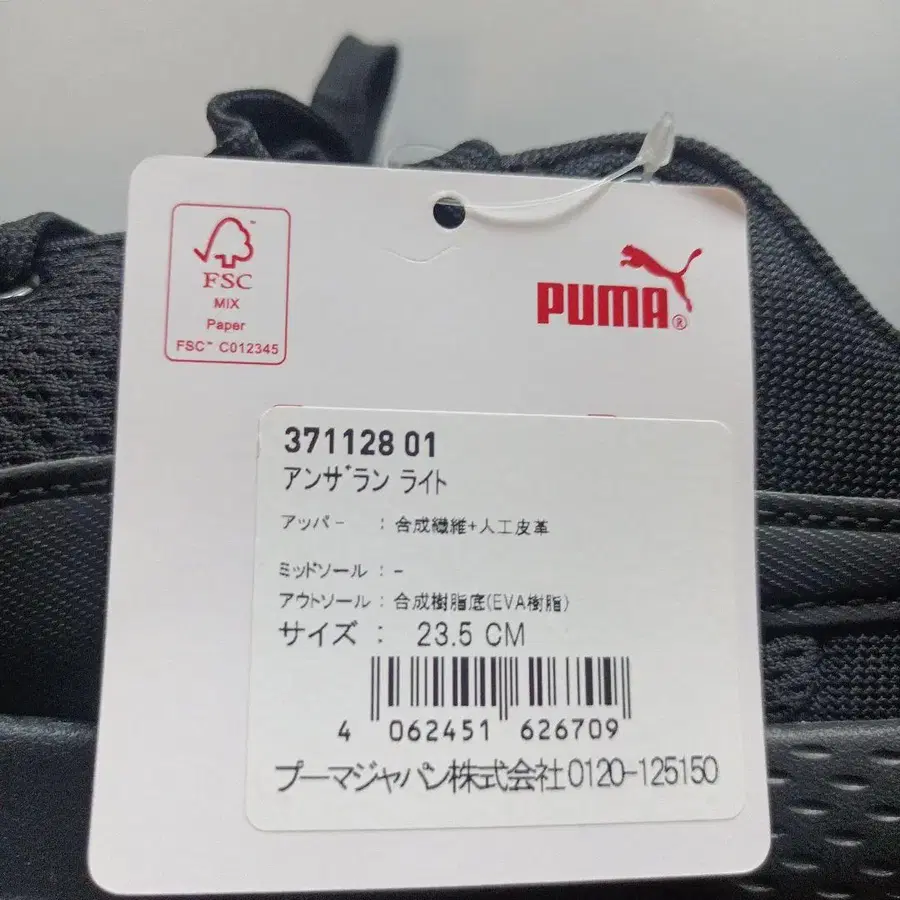 FSC™
MIX
Paper
FSC™ C012345
PUMA®
371128 01
アンザラン ライト
アッパー : 合成繊維+人工皮革
ミッドソール : -
アウトソール : 合成樹脂底(EVA樹脂)
サイズ : 23.5 CM
4 062451 626709
プーマジャパン株式会社0120-125150